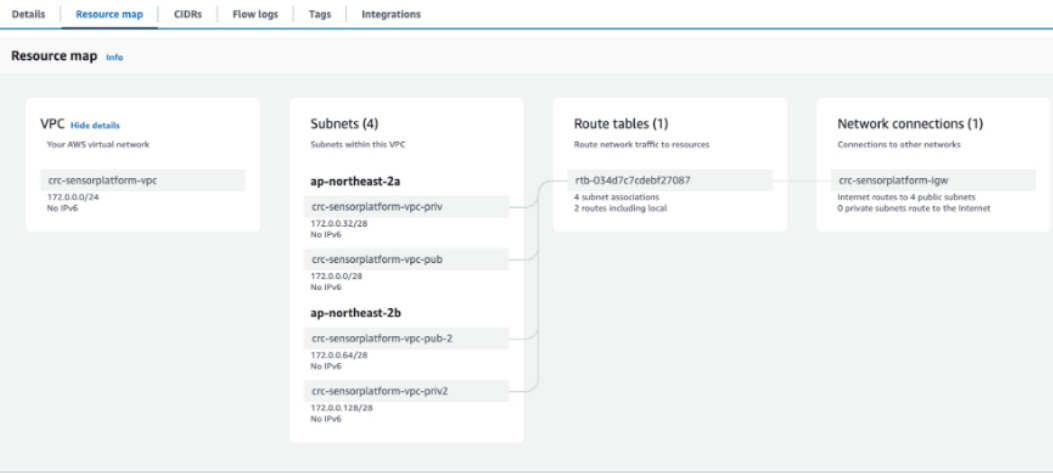 Details
Resource map
CIDRs
Flow logs
Tags
Integrations
Resource map Info
VPC Hide details
Your AWS virtual network
crc-sensorplatform-vpc
172.0.0.0/24
No IPv6
Subnets (4)
Subnets within this VPC
ap-northeast-2a
crc-sensorplatform-vpc-priv
172.0.0.32/28
No IPv6
crc-sensorplatform-vpc-pub
172.0.0.0/28
No IPv6
ap-northeast-2b
crc-sensorplatform-vpc-pub-2
172.0.0.64/28
No IPv6
crc-sensorplatform-vpc-priv2
172.0.0.128/28
No IPv6
Route tables (1)
Route network traffic to resources
rtb-034d7c7cdebf27087
4 subnet associations
2 routes including local
Network connections (1)
Connections to other networks
crc-sensorplatform-igw
Internet routes to 4 public subnets
0 private subnets route to the Internet